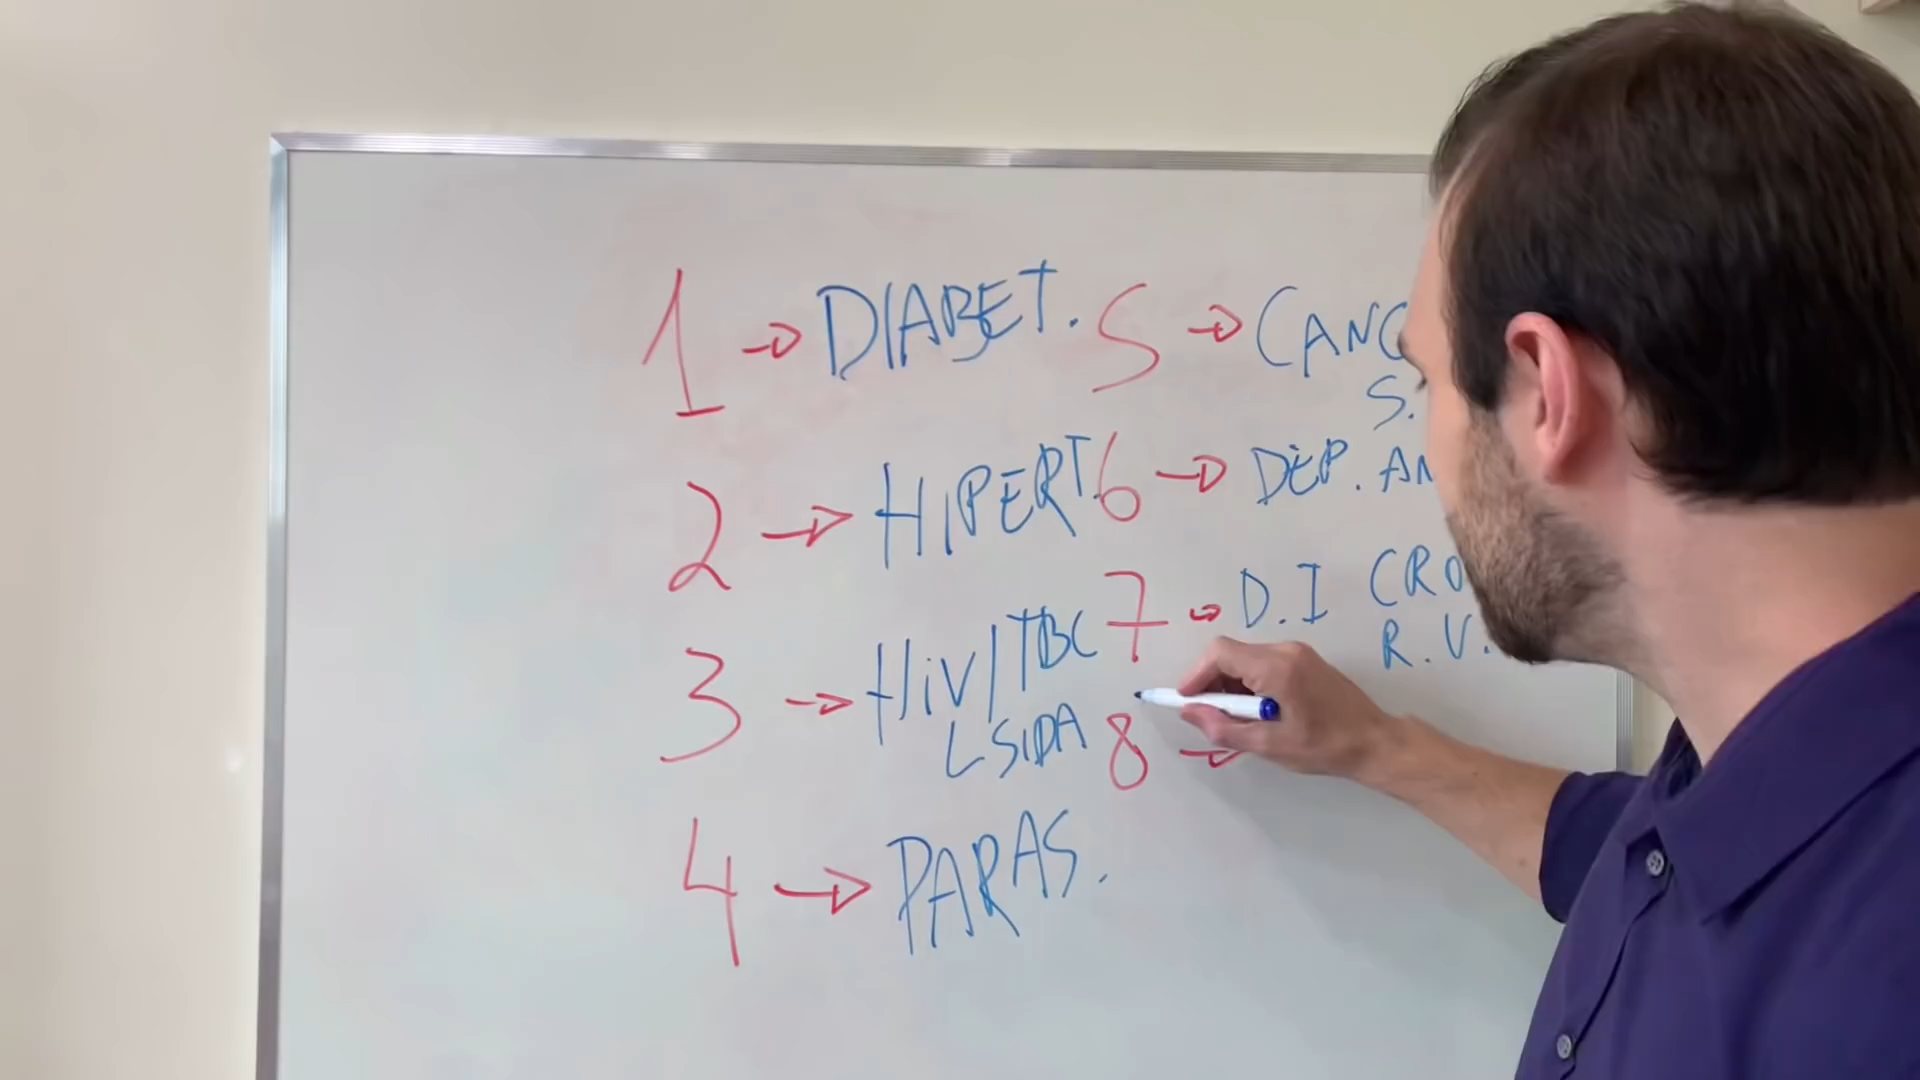 1 → DIABET.
2 → HIPERT.
3 → HiV/TBC
SIDA
4 → PARAS.
5 → CANC
S.
6 → DEP. AN
7 → D.I CRO
R.V.
8 →